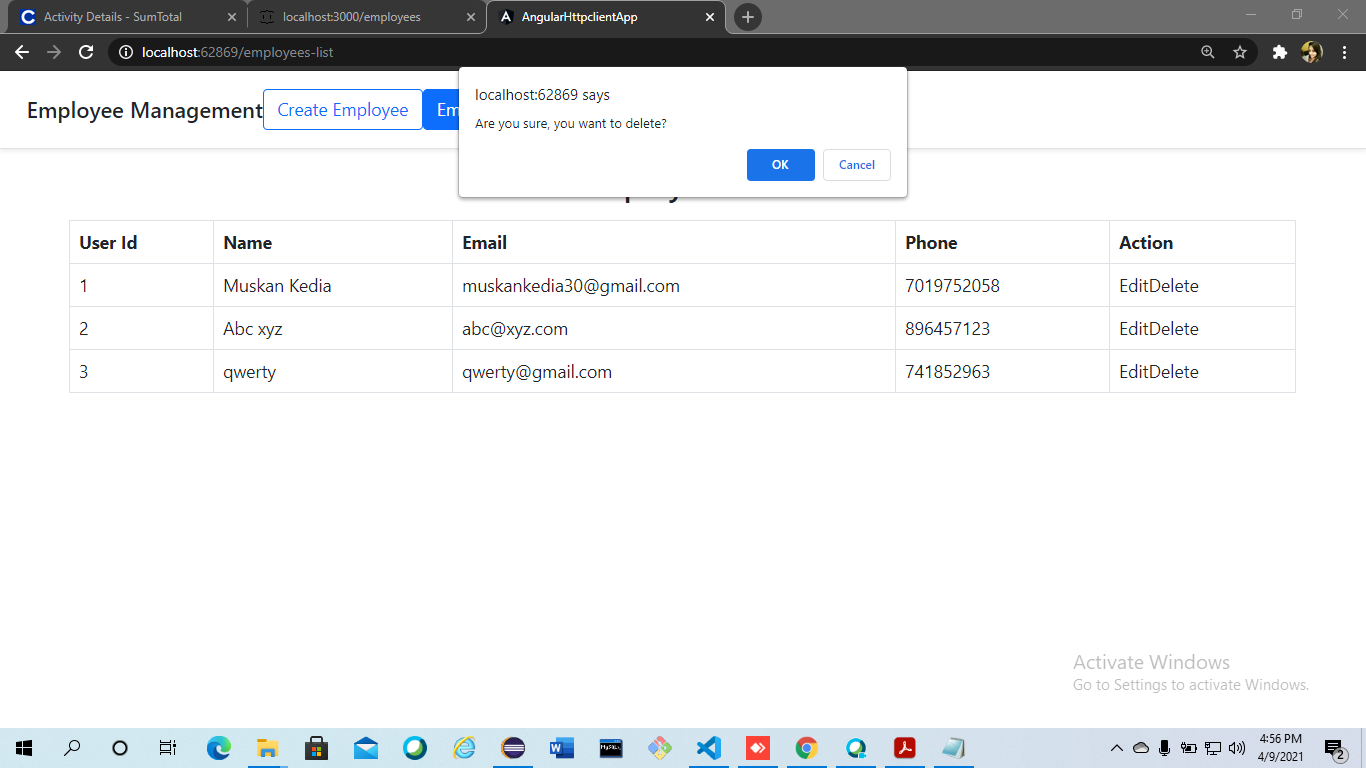 Activity Details - SumTotal
localhost:3000/employees
AngularHttpclientApp
localhost:62869/employees-list
Employee Management
Create Employee
Em
localhost:62869 says
Are you sure, you want to delete?
OK
Cancel
User Id Name Email Phone Action
1 Muskan Kedia muskankedia30@gmail.com 7019752058 EditDelete
2 Abc xyz abc@xyz.com 896457123 EditDelete
3 qwerty qwerty@gmail.com 741852963 EditDelete
Activate Windows
Go to Settings to activate Windows.
MySQL
4:56 PM
4/9/2021
2